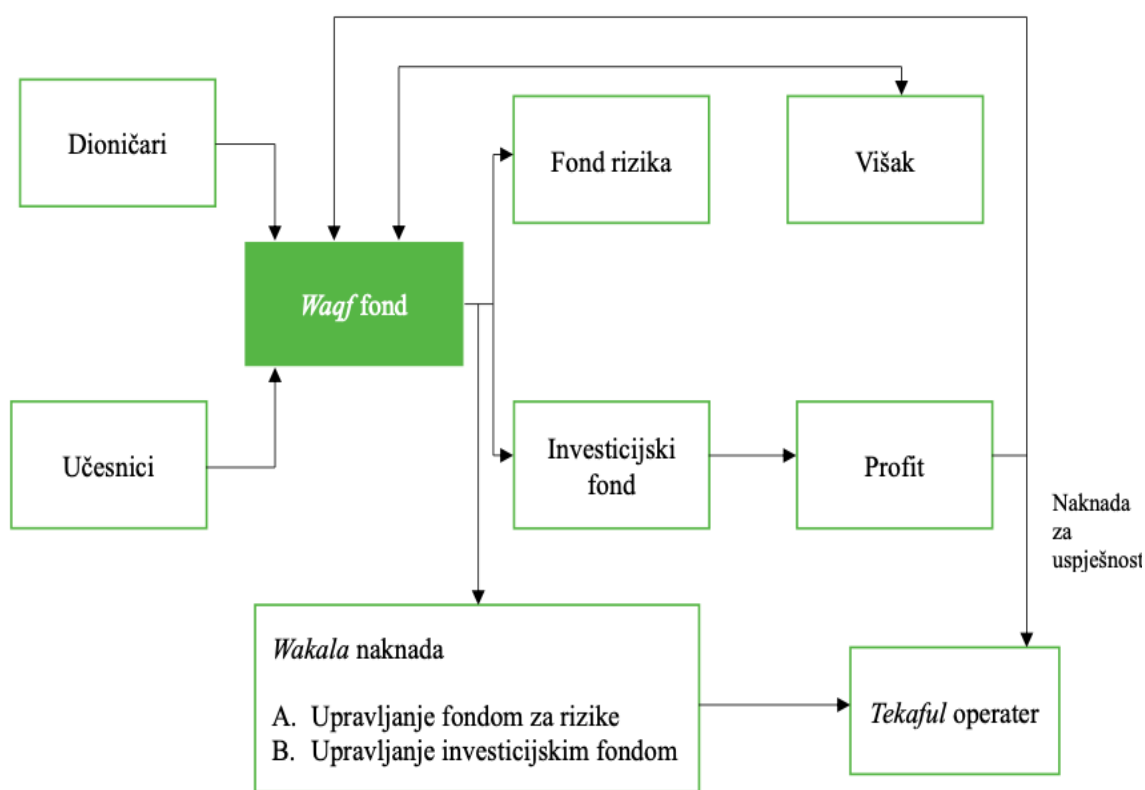 Dioničari
Fond rizika
Višak
Waqf fond
Učesnici
Investicijski
fond
Profit
Naknada
za
uspješnost
Wakala naknada
A. Upravljanje fondom za rizike
B. Upravljanje investicijskim fondom
Tekaful operater